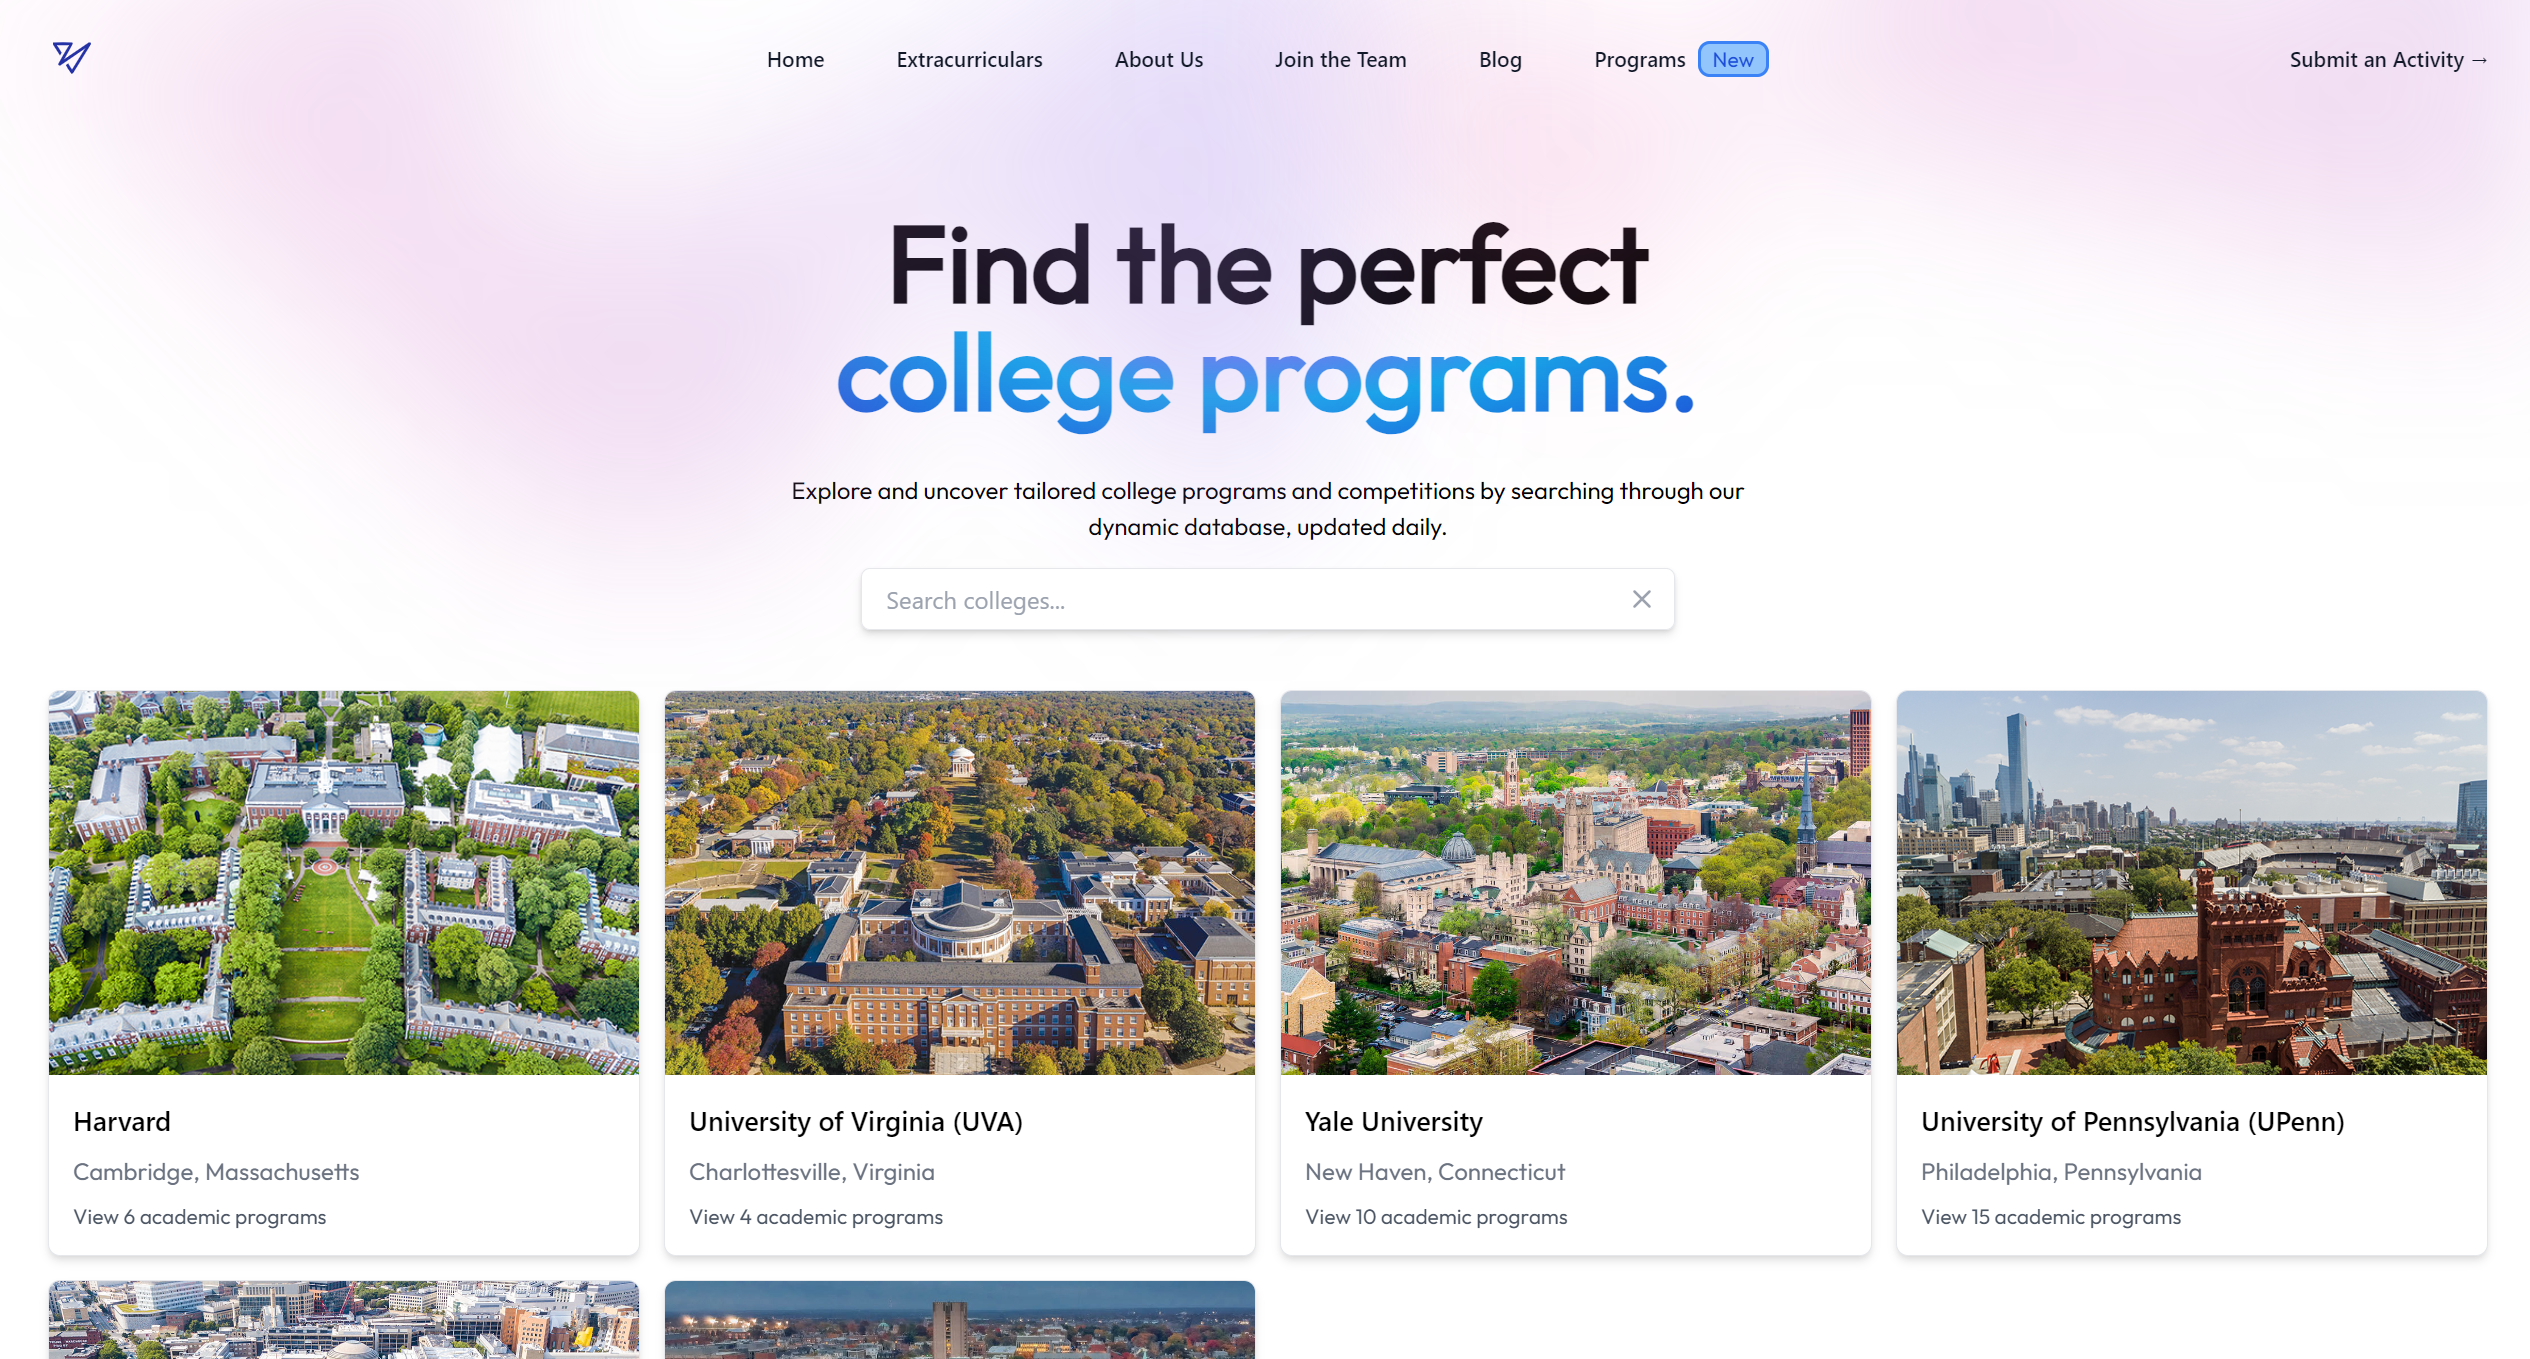 Home
Extracurriculars
About Us
Join the Team
Blog
Programs
New
Submit an Activity →
Find the perfect
college programs.
Explore and uncover tailored college programs and competitions by searching through our
dynamic database, updated daily.
Search colleges...
Harvard
Cambridge, Massachusetts
View 6 academic programs
University of Virginia (UVA)
Charlottesville, Virginia
View 4 academic programs
Yale University
New Haven, Connecticut
View 10 academic programs
University of Pennsylvania (UPenn)
Philadelphia, Pennsylvania
View 15 academic programs